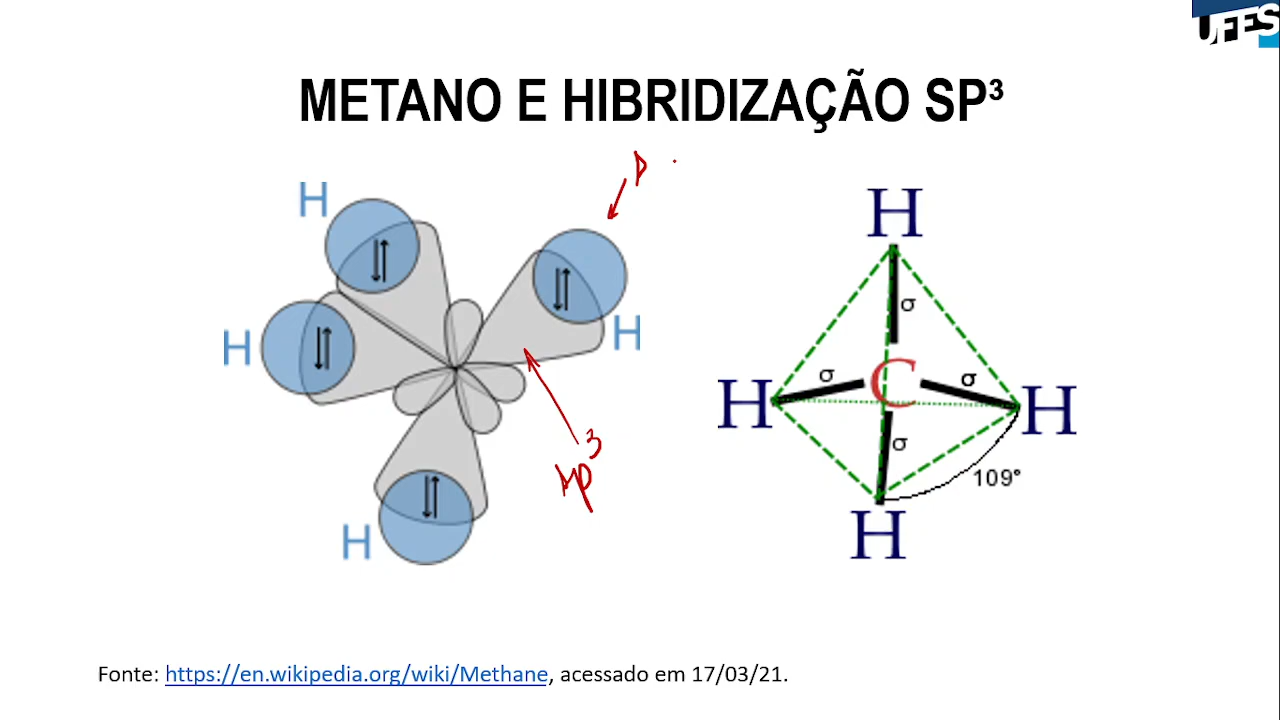 UFES
METANO E HIBRIDIZAÇÃO SP³
p
H
H
H
H
sp³
H
σ
H
σ
C
σ
H
σ
109°
H
Fonte: https://en.wikipedia.org/wiki/Methane, acessado em 17/03/21.